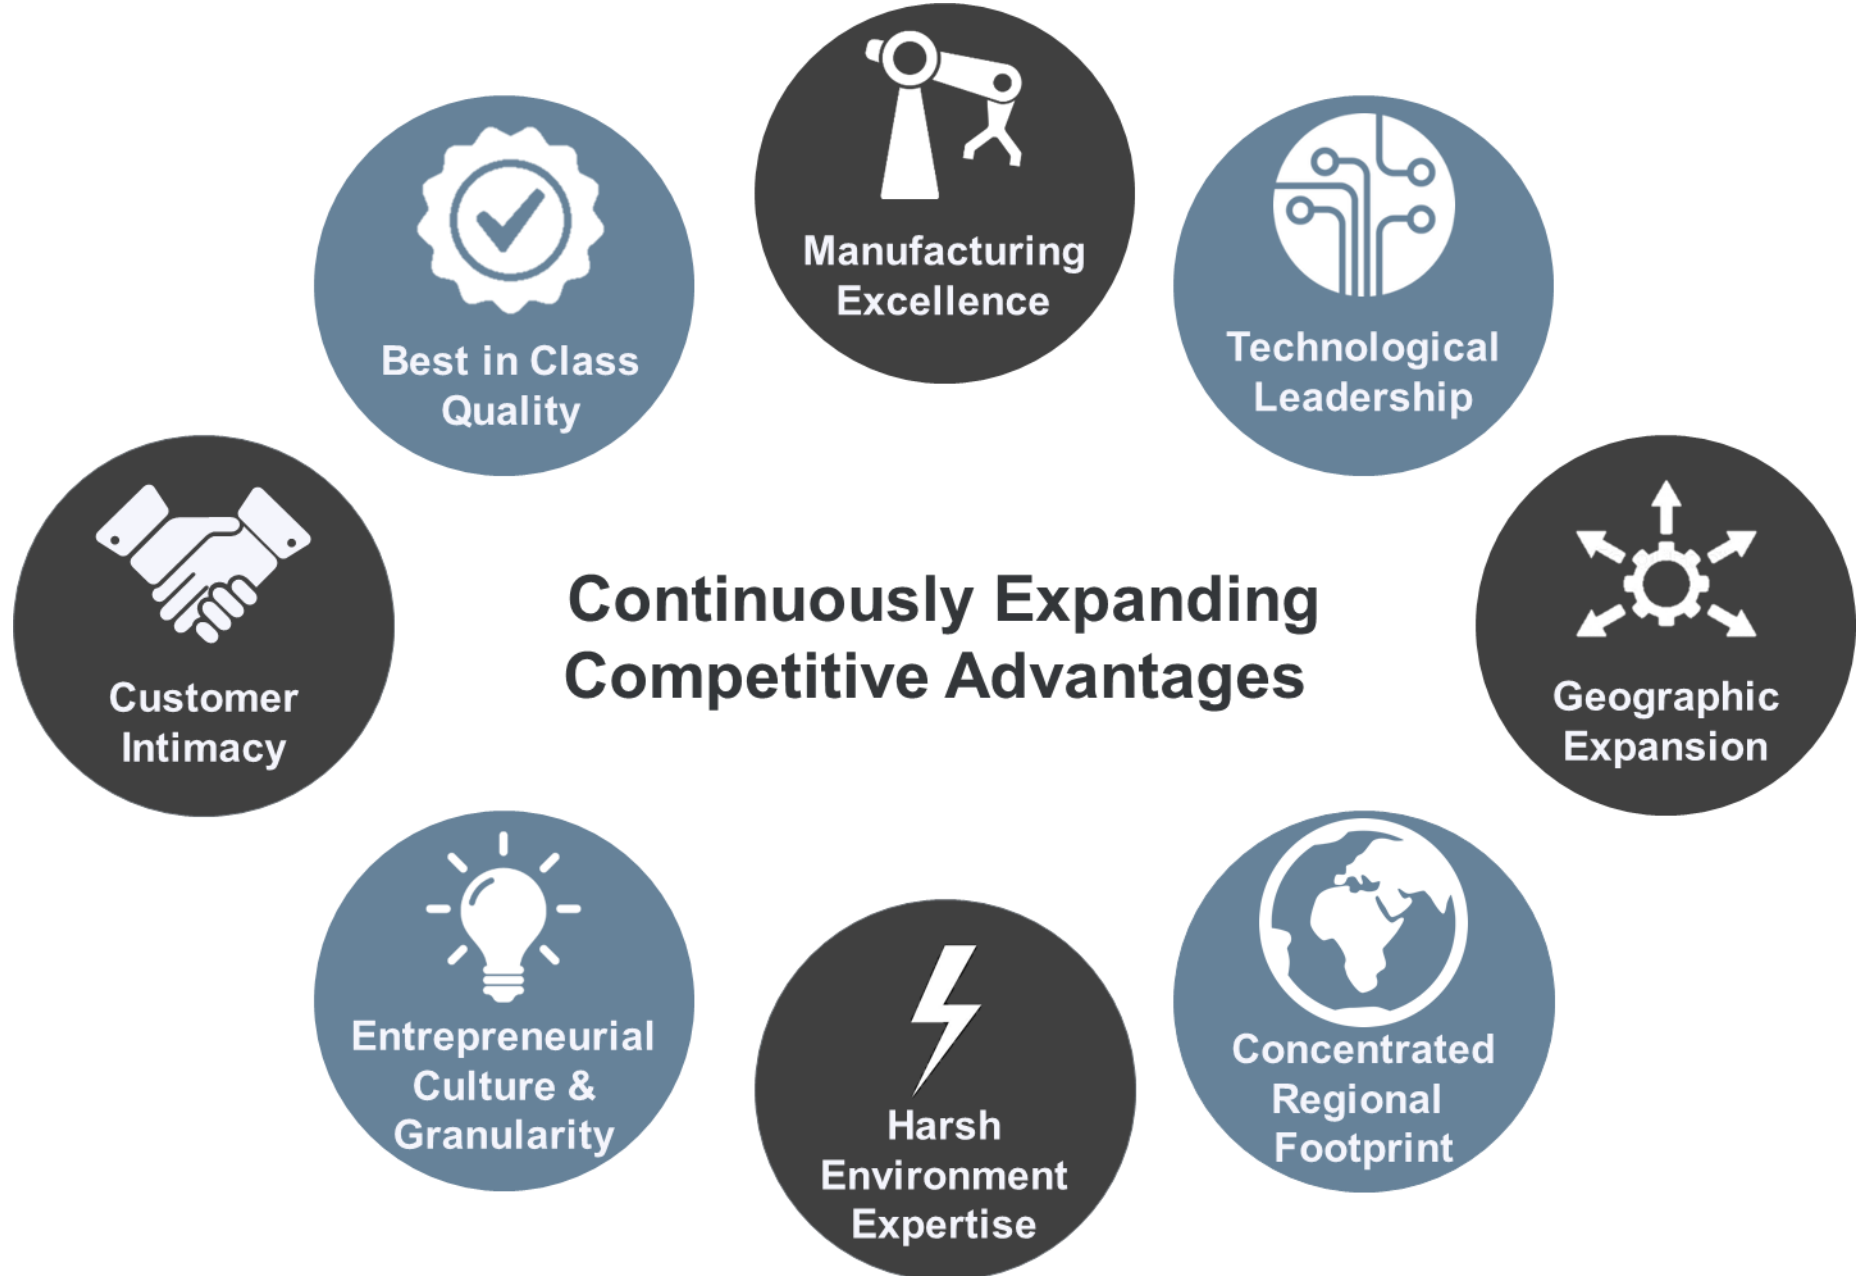 Manufacturing
Excellence
Best in Class
Quality
Technological
Leadership
Customer
Intimacy
Continuously Expanding
Competitive Advantages
Geographic
Expansion
Entrepreneurial
Culture &
Granularity
Harsh
Environment
Expertise
Concentrated
Regional
Footprint